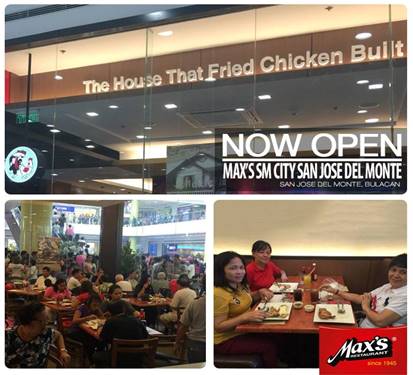 The House That Fried Chicken Built
NOW OPEN
MAX'S SM CITY SAN JOSE DEL MONTE
SAN JOSE DEL MONTE, BULACAN
Max's
RESTAURANT
since 1945